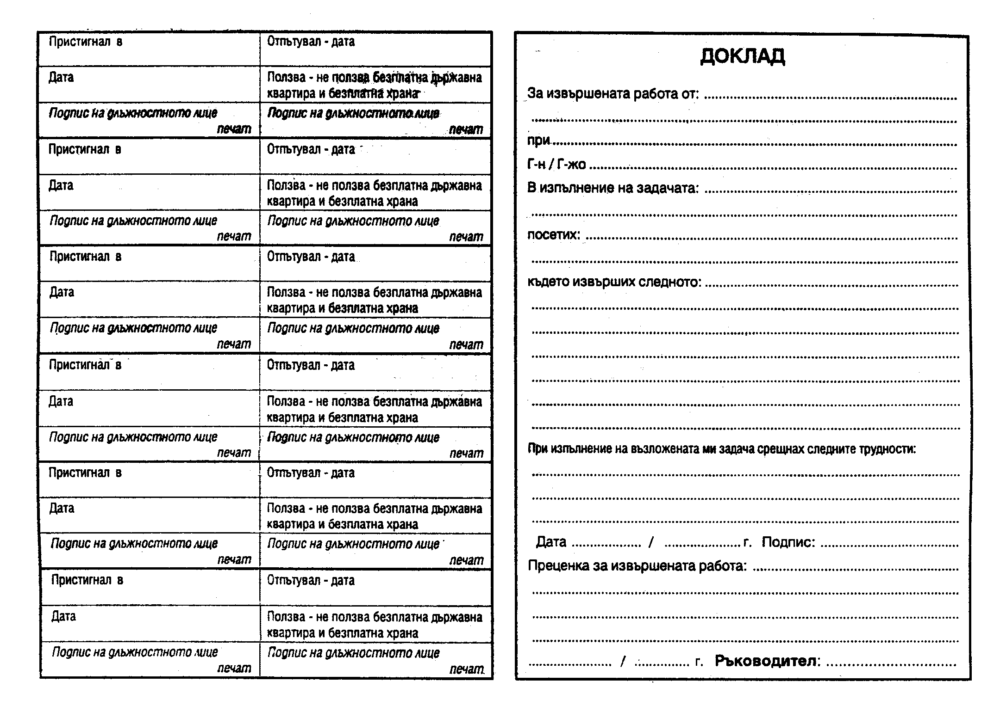 Пристигнал в
Отпътувал - дата
Дата
Ползва - не ползва безплатна държавна
квартира и безплатна храна
Подпис на длъжностното лице
печат
Подпис на длъжностното лице
печат
Пристигнал в
Отпътувал - дата
Дата
Ползва - не ползва безплатна държавна
квартира и безплатна храна
Подпис на длъжностното лице
печат
Подпис на длъжностното лице
печат
Пристигнал в
Отпътувал - дата
Дата
Ползва - не ползва безплатна държавна
квартира и безплатна храна
Подпис на длъжностното лице
печат
Подпис на длъжностното лице
печат
Пристигнал в
Отпътувал - дата
Дата
Ползва - не ползва безплатна държавна
квартира и безплатна храна
Подпис на длъжностното лице
печат
Подпис на длъжностното лице
печат
Пристигнал в
Отпътувал - дата
Дата
Ползва - не ползва безплатна държавна
квартира и безплатна храна
Подпис на длъжностното лице
печат
Подпис на длъжностното лице
печат
Пристигнал в
Отпътувал - дата
Дата
Ползва - не ползва безплатна държавна
квартира и безплатна храна
Подпис на длъжностното лице
печат
Подпис на длъжностното лице
печат
ДОКЛАД
За извършената работа от: ..............................
..............................
при..............................
Г-н / Г-жо ..............................
В изпълнение на задачата: ..............................
..............................
посетих: ..............................
..............................
където извърших следното: ..............................
..............................
..............................
..............................
..............................
..............................
..............................
При изпълнение на възложената ми задача срещнах следните трудности:
..............................
..............................
..............................
Дата .................. / .................... г. Подпис: ..............................
Преценка за извършената работа: ..............................
..............................
..............................
..............................
...................... / .............. г. Ръководител: ..............................